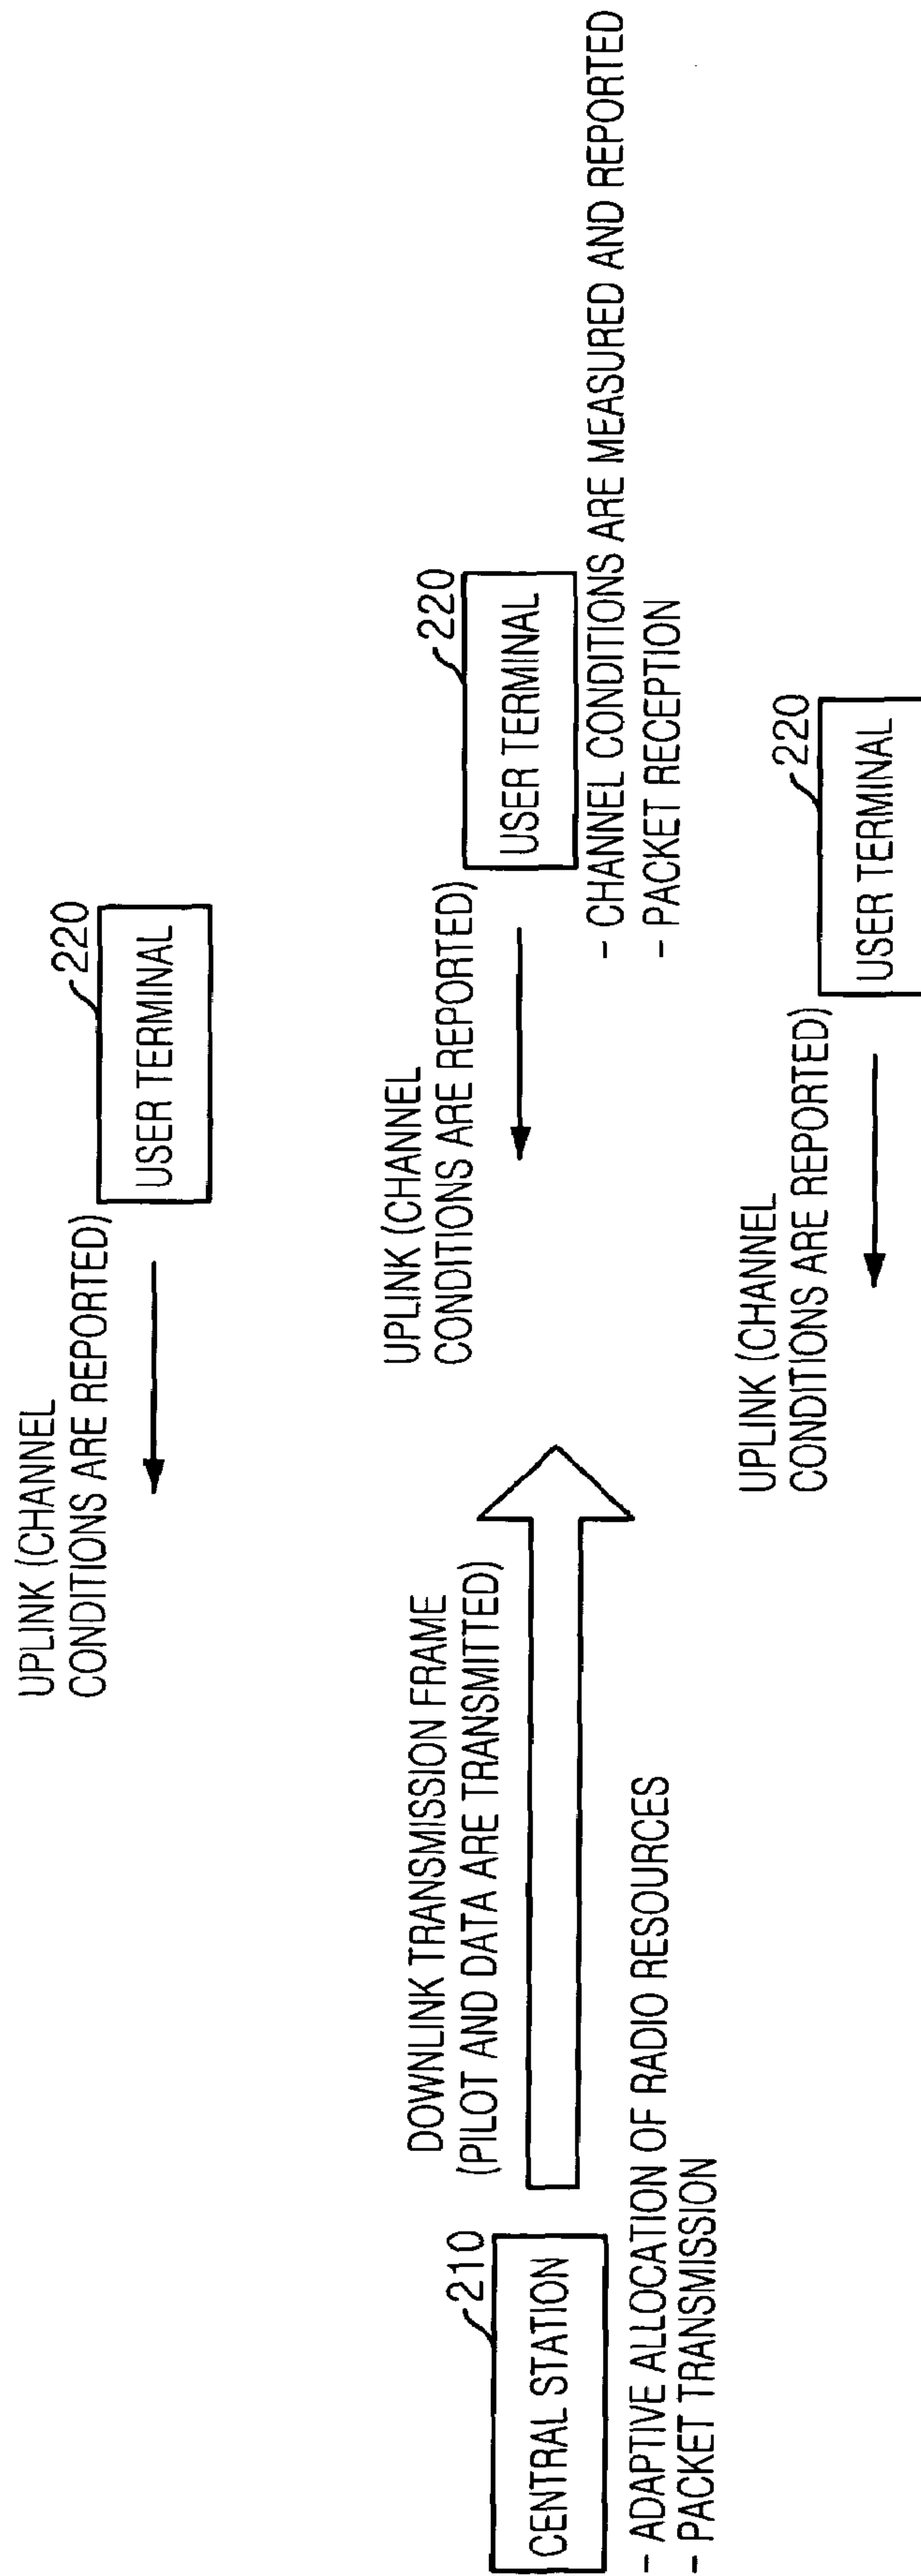 UPLINK (CHANNEL
CONDITIONS ARE REPORTED)
220
USER TERMINAL
DOWNLINK TRANSMISSION FRAME
(PILOT AND DATA ARE TRANSMITTED)
210
CENTRAL STATION
- ADAPTIVE ALLOCATION OF RADIO RESOURCES
- PACKET TRANSMISSION
UPLINK (CHANNEL
CONDITIONS ARE REPORTED)
220
USER TERMINAL
- CHANNEL CONDITIONS ARE MEASURED AND REPORTED
- PACKET RECEPTION
UPLINK (CHANNEL
CONDITIONS ARE REPORTED)
220
USER TERMINAL